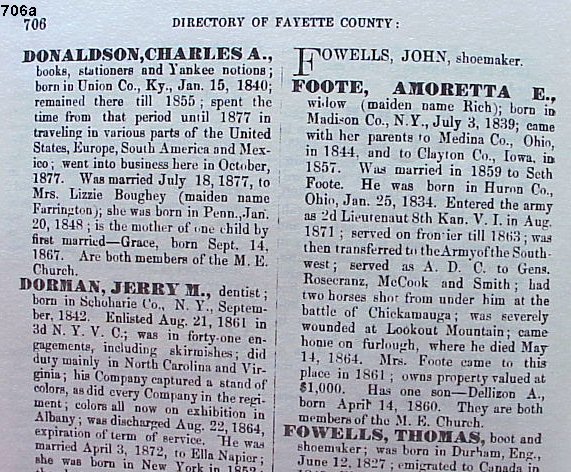 706a
706 DIRECTORY OF FAYETTE COUNTY:
DONALDSON, CHARLES A.,
books, stationers and Yankee notions;
born in Union Co., Ky., Jan. 15, 1840;
remained there till 1855; spent the
time from that period until 1877 in
traveling in various parts of the United
States, Europe, South America and Mex-
ico; went into business here in October,
1877. Was married July 18, 1877, to
Mrs. Lizzie Boughey (maiden name
Farrington); she was born in Penn., Jan.
20, 1848; is the mother of one child by
first married—Grace, born Sept. 14,
1867. Are both members of the M. E.
Church.
DORMAN, JERRY M., dentist;
born in Schoharie Co., N. Y., Septem-
ber, 1842. Enlisted Aug. 21, 1861 in
3d N. Y. V. C.; was in forty-one en-
gagements, including skirmishes; did
duty mainly in North Carolina and Vir-
ginia; his Company captured a stand of
colors, as did every Company in the regi-
ment; colors all now on exhibition in
Albany; was discharged Aug. 22, 1864,
expiration of term of service. He was
married April 3, 1872, to Ella Napior;
she was born in New York in 1852
FOWELLS, JOHN, shoemaker.
FOOTE, AMORETTA E.,
widow (maiden name Rich); born in
Madison Co., N. Y., July 3, 1839; came
with her parents to Medina Co., Ohio,
in 1844, and to Clayton Co., Iowa, in
1857. Was married in 1859 to Seth
Foote. He was born in Huron Co.,
Ohio, Jan. 25, 1834. Entered the army
as 2d Lieutenaut 8th Kan. V. I. in Aug.
1871; served on frontier till 1863; was
then transferred to the Army of the South-
west; served as A. D. C. to Gens.
Rosecranz, McCook and Smith; had
two horses shot from under him at the
battle of Chickamauga; was severely
wounded at Lookout Mountain; came
home on furlough, where he died May
14, 1864. Mrs. Foote came to this
place in 1861; owns property valued at
$1,000. Has one son—Dellizon A.,
born April 14, 1860. They are both
members of the M. E. Church.
FOWELLS, THOMAS, boot and
shoemaker; was born in Durham, Eng.,
June 12, 1827; emigrated to Canada in